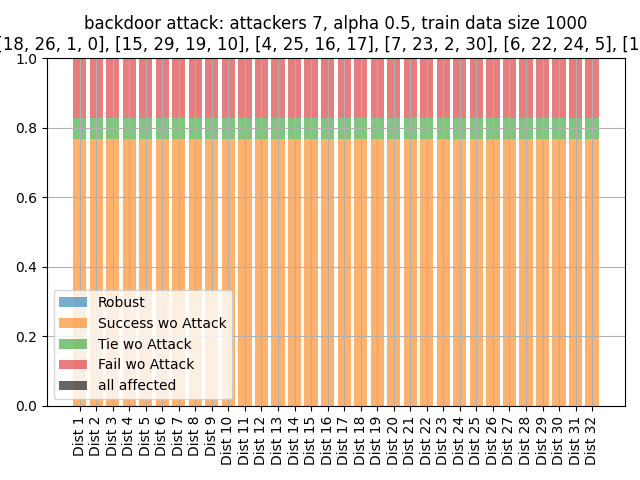 backdoor attack: attackers 7, alpha 0.5, train data size 1000
[18, 26, 1, 0], [15, 29, 19, 10], [4, 25, 16, 17], [7, 23, 2, 30], [6, 22, 24, 5], [1
1.0
0.8
0.6
0.4
0.2
0.0
Robust
Success wo Attack
Tie wo Attack
Fail wo Attack
all affected
Dist 1
Dist 2
Dist 3
Dist 4
Dist 5
Dist 6
Dist 7
Dist 8
Dist 9
Dist 10
Dist 11
Dist 12
Dist 13
Dist 14
Dist 15
Dist 16
Dist 17
Dist 18
Dist 19
Dist 20
Dist 21
Dist 22
Dist 23
Dist 24
Dist 25
Dist 26
Dist 27
Dist 28
Dist 29
Dist 30
Dist 31
Dist 32